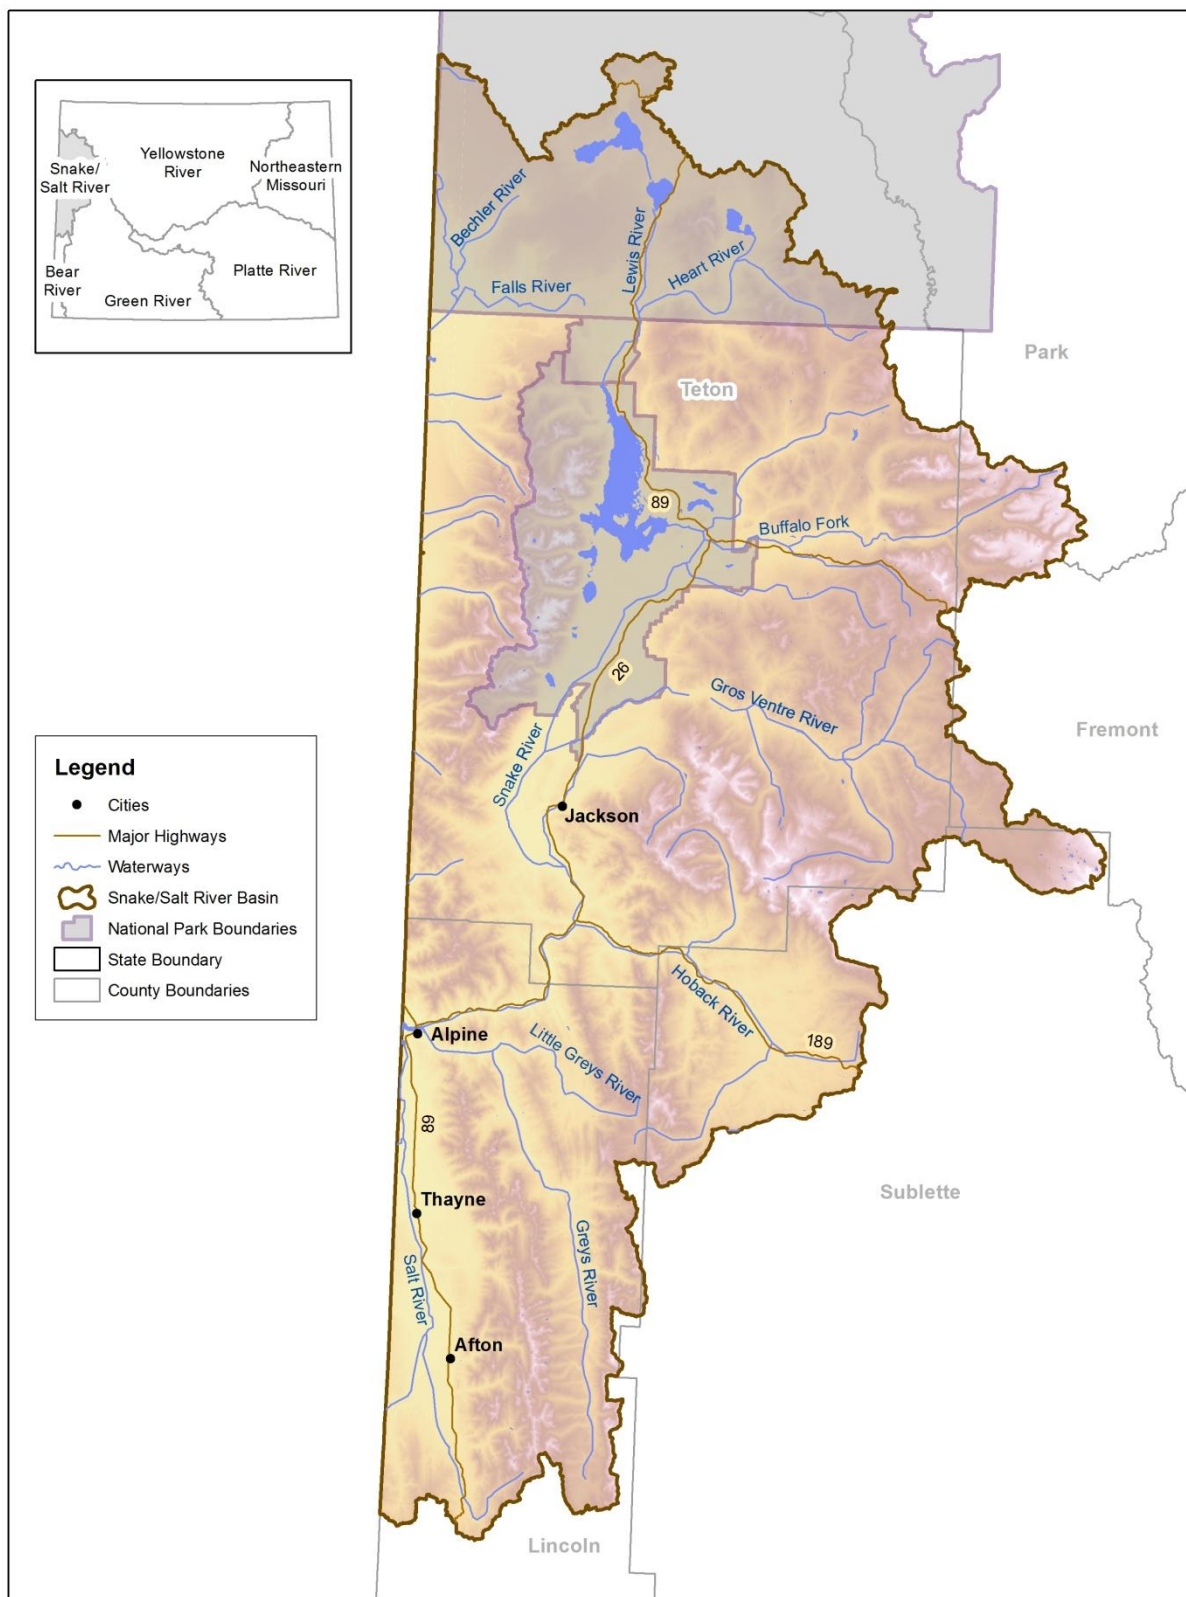 Yellowstone
River
Northeastern
Missouri
Snake/
Salt River
Bear
River
Platte River
Green River
Bechler River
Lewis River
Heart River
Falls River
Park
Teton
89
Buffalo Fork
26
Gros Ventre River
Fremont
Snake River
Legend
Cities
Major Highways
Waterways
Snake/Salt River Basin
National Park Boundaries
State Boundary
County Boundaries
Jackson
Hoback River
189
Alpine
Little Greys River
89
Thayne
Sublette
Salt River
Greys River
Afton
Lincoln